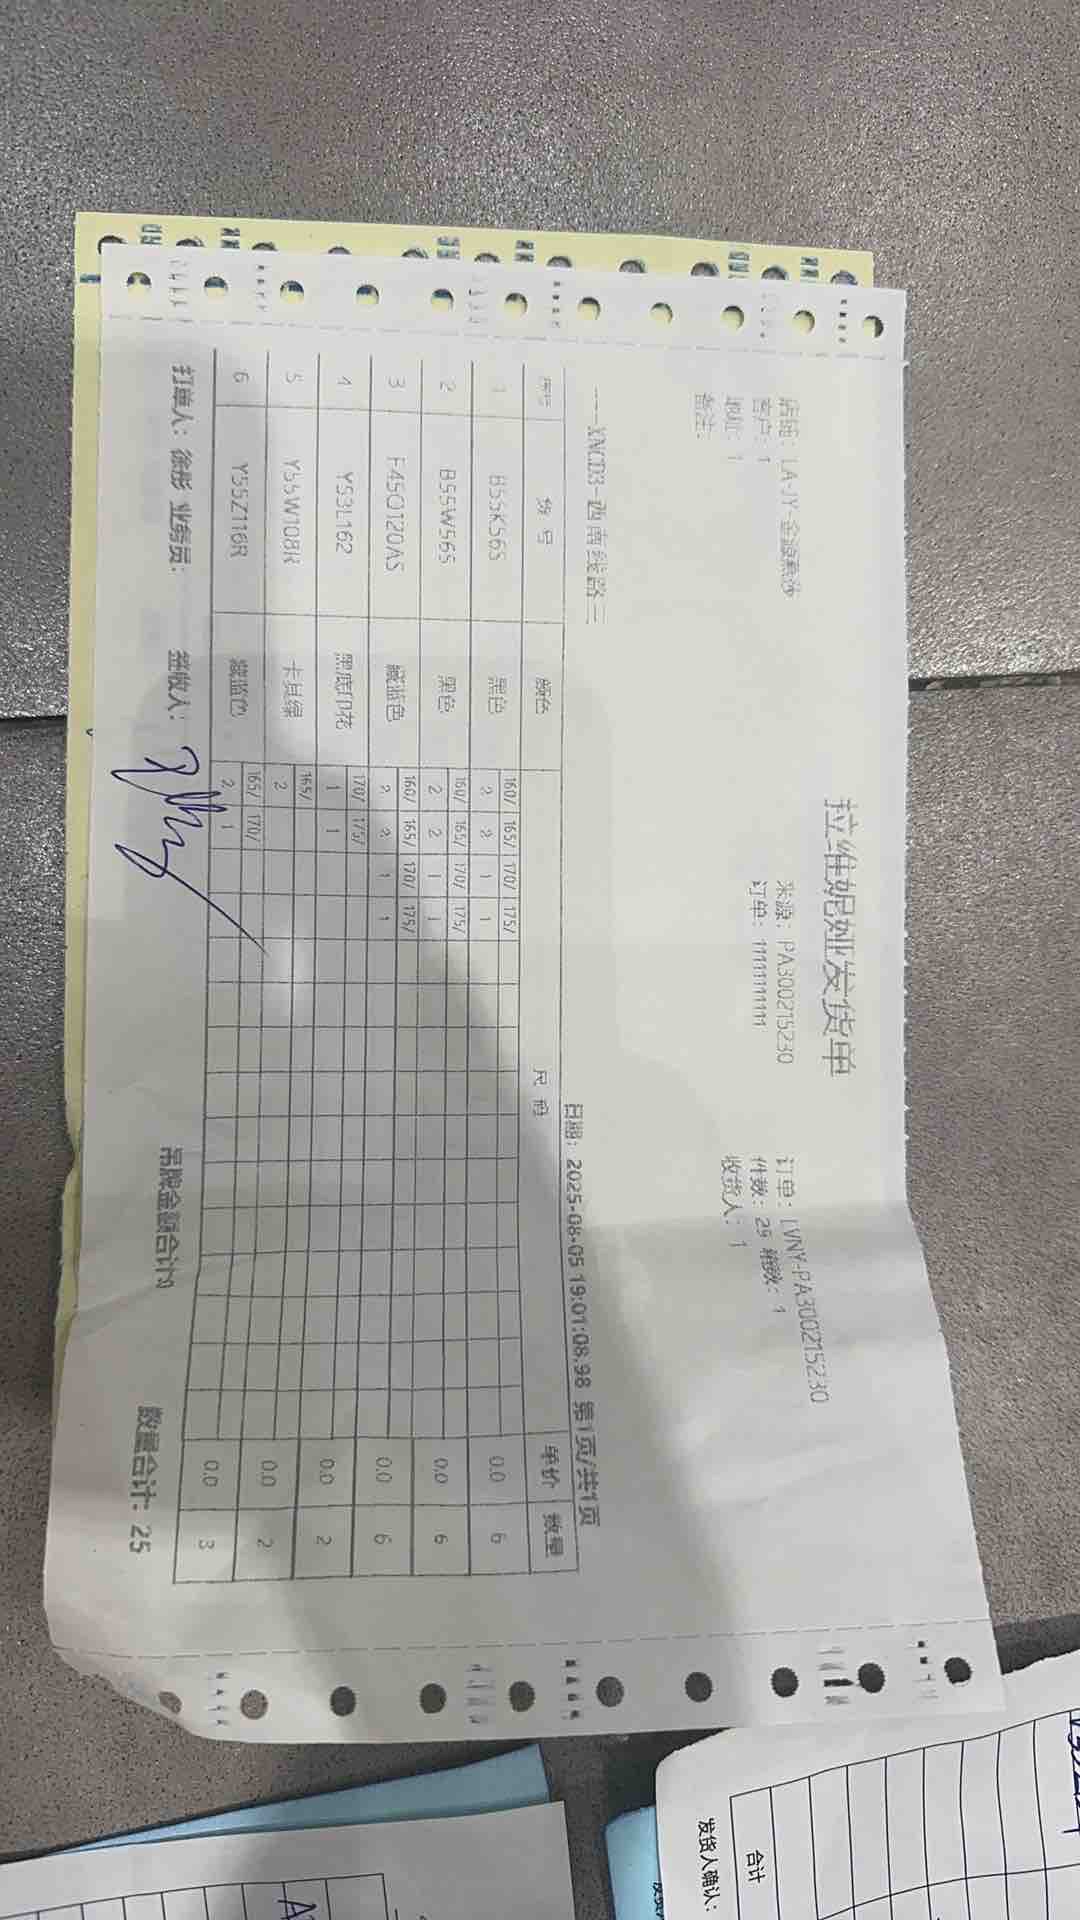 拉维妮娅发货单
店铺: LA-JY-金源燕莎 来源: PA300215230 订单: LVNY-PA300215230
客户: 1 订单: 1111111111 件数: 25 箱数: 1
地址: 1 收货人: 1
备注:
----XNCD3-西南线路三 日期: 2025-08-05 19:01:08.98 第1页/共1页
序号 货号 颜色 尺码 单价 数量
1 B55K565 黑色 160/ 165/ 170/ 175/ 0.0 6
2 2 1 1
2 B55W565 黑色 160/ 165/ 170/ 175/ 0.0 6
2 2 1 1
3 F45Q120AS 藏蓝色 160/ 165/ 170/ 175/ 0.0 6
2 2 1 1
4 Y53L162 黑底印花 170/ 175/ 0.0 2
1 1
5 Y55W108R 卡其绿 165/ 0.0 2
2
6 Y55Z116R 藏蓝色 165/ 170/ 0.0 3
2 1
打单人: 徐彬 业务员: 签收人: 吊牌金额合计: 数量合计: 25
合计
发货人确认: